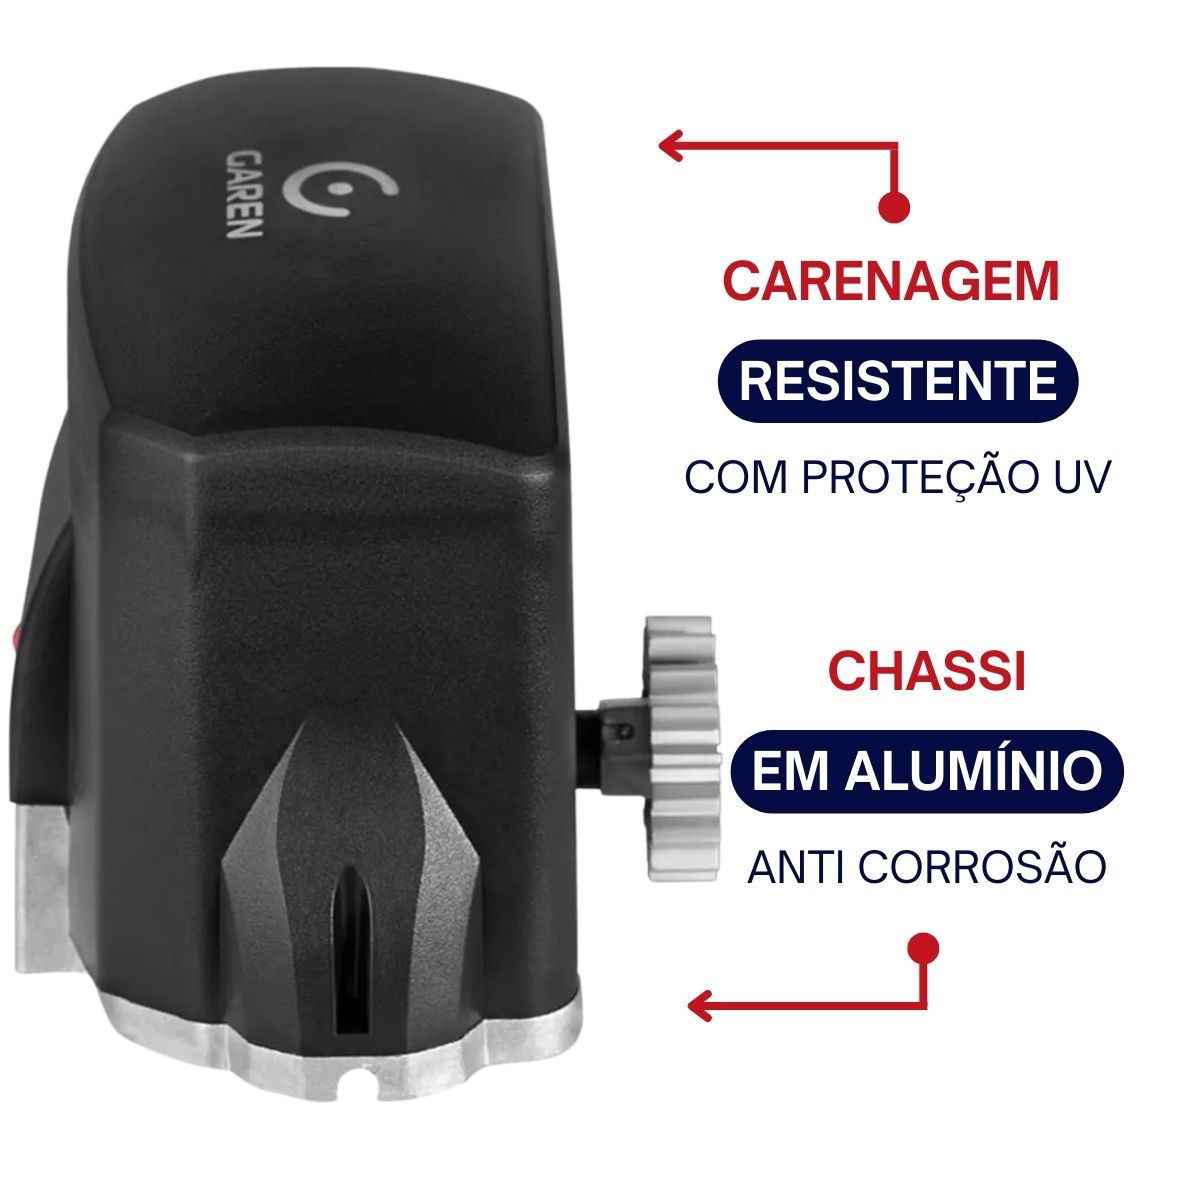 GAREN
CARENAGEM
RESISTENTE
COM PROTEÇÃO UV
CHASSI
EM ALUMÍNIO
ANTI CORROSÃO